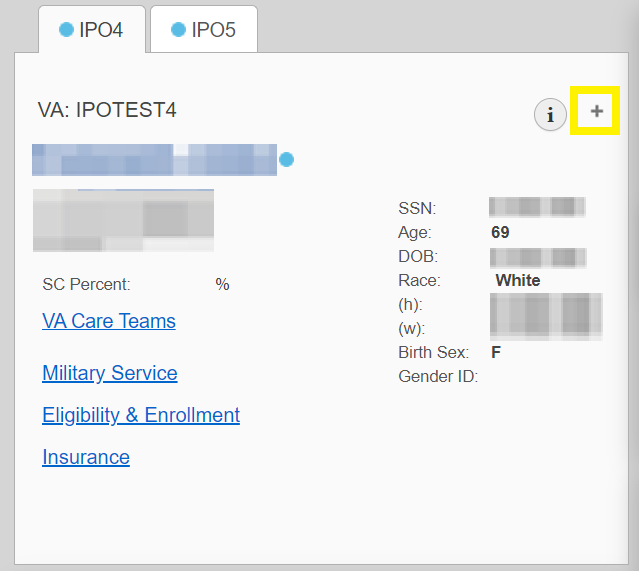 IPO4
IPO5
VA: IPOTEST4
i
+
SSN:
Age: 69
DOB:
Race: White
(h):
(w):
Birth Sex: F
Gender ID:
SC Percent: %
VA Care Teams
Military Service
Eligibility & Enrollment
Insurance